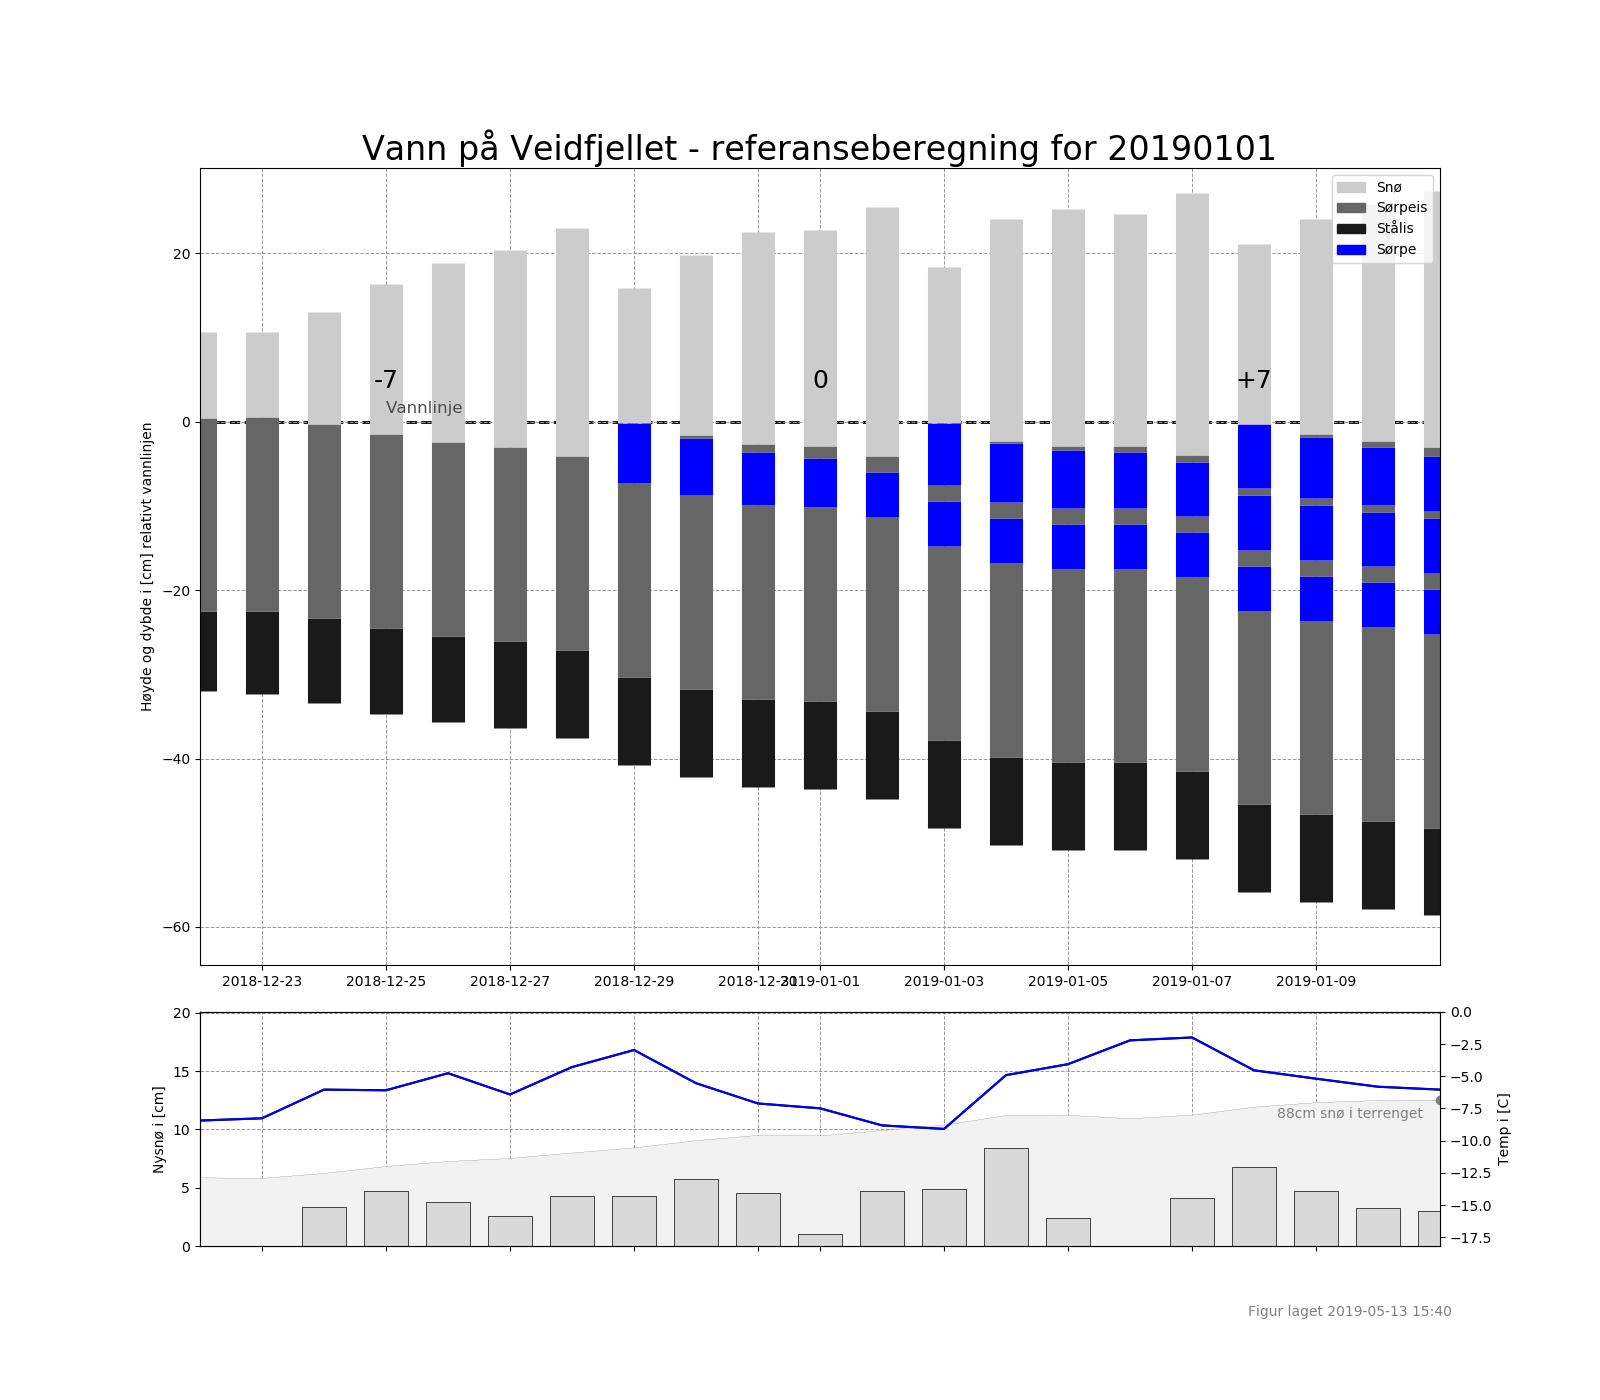 Vann på Veidfjellet - referanseberegning for 20190101
Snø
Sørpeis
Stålis
Sørpe
20
0
−20
−40
−60
Høyde og dybde i [cm] relativt vannlinjen
-7
0
+7
Vannlinje
2018-12-23
2018-12-25
2018-12-27
2018-12-29
2018-12-31
2019-01-01
2019-01-03
2019-01-05
2019-01-07
2019-01-09
20
15
10
5
0
Nysnø i [cm]
0.0
−2.5
−5.0
−7.5
−10.0
−12.5
−15.0
−17.5
Temp i [C]
88cm snø i terrenget
Figur laget 2019-05-13 15:40